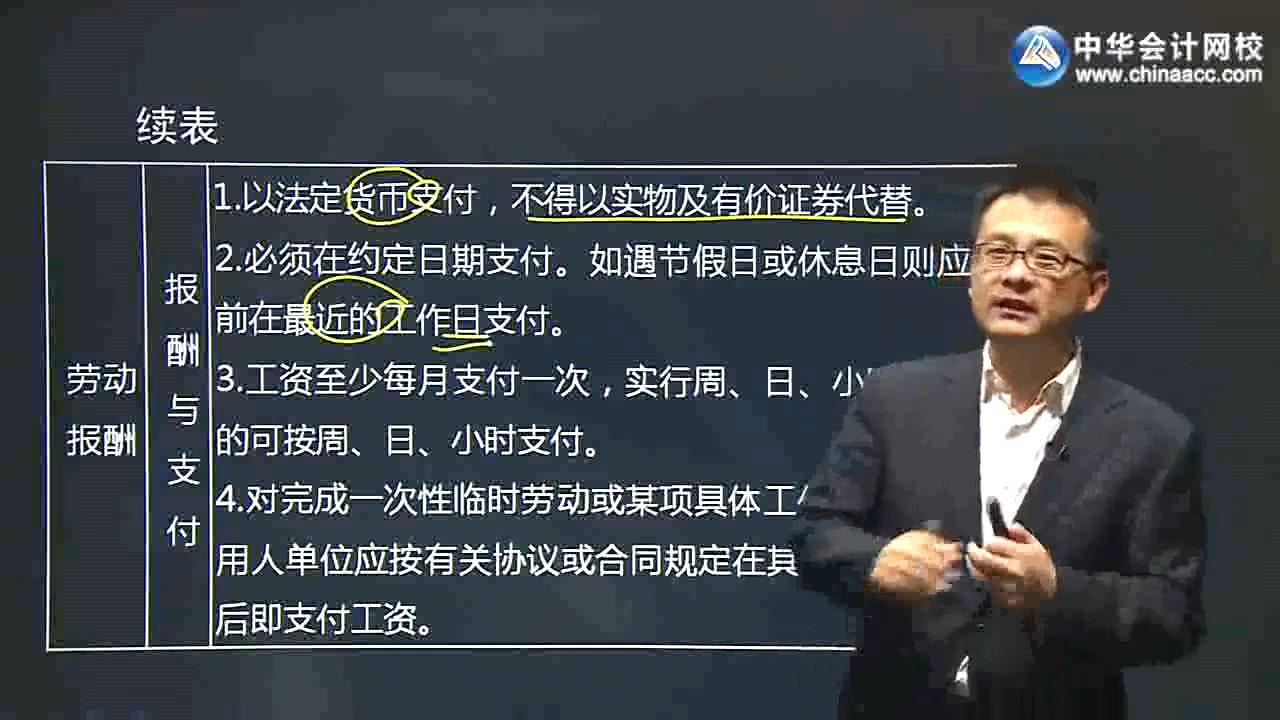 中华会计网校
www.chinaacc.com
续表
劳动
报酬
报
酬
与
支
付
1.以法定货币支付，不得以实物及有价证券代替。
2.必须在约定日期支付。如遇节假日或休息日则应
前在最近的工作日支付。
3.工资至少每月支付一次，实行周、日、小
的可按周、日、小时支付。
4.对完成一次性临时劳动或某项具体工
用人单位应按有关协议或合同规定在其
后即支付工资。